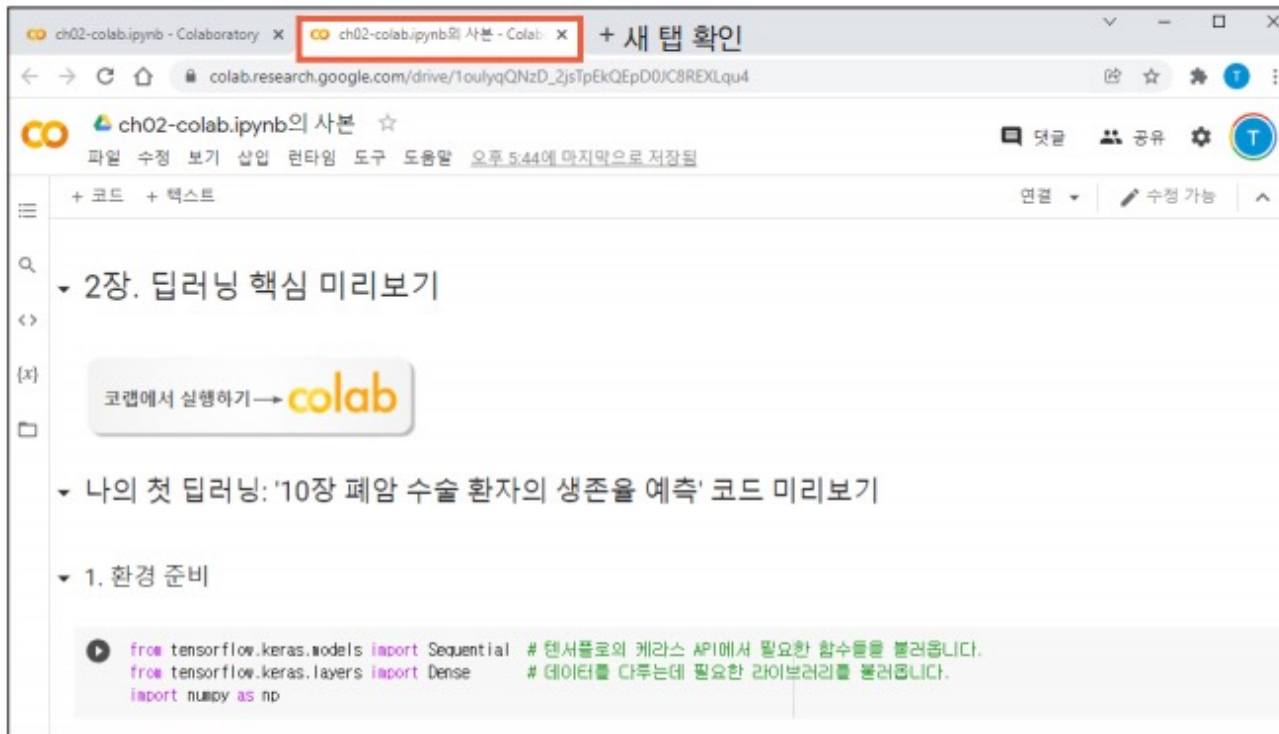 ch02-colab.ipynb - Colaboratory
ch02-colab.ipynb의 사본 - Colab
+ 새 탭 확인
colab.research.google.com/drive/1oulyqQNzD_2jsTpEkQEpD0JC8REXLqu4
T
CO
ch02-colab.ipynb의 사본
댓글 공유 T
파일 수정 보기 삽입 런타임 도구 도움말 오후 5:44에 마지막으로 저장됨
+ 코드 + 텍스트
연결 수정 가능
2장. 딥러닝 핵심 미리보기
<>
{x}
코랩에서 실행하기→colab
나의 첫 딥러닝: '10장 폐암 수술 환자의 생존율 예측' 코드 미리보기
1. 환경 준비
from tensorflow.keras.models import Sequential # 텐서플로의 케라스 API에서 필요한 함수들을 불러옵니다.
from tensorflow.keras.layers import Dense # 데이터를 다루는데 필요한 라이브러리를 불러옵니다.
import numpy as np